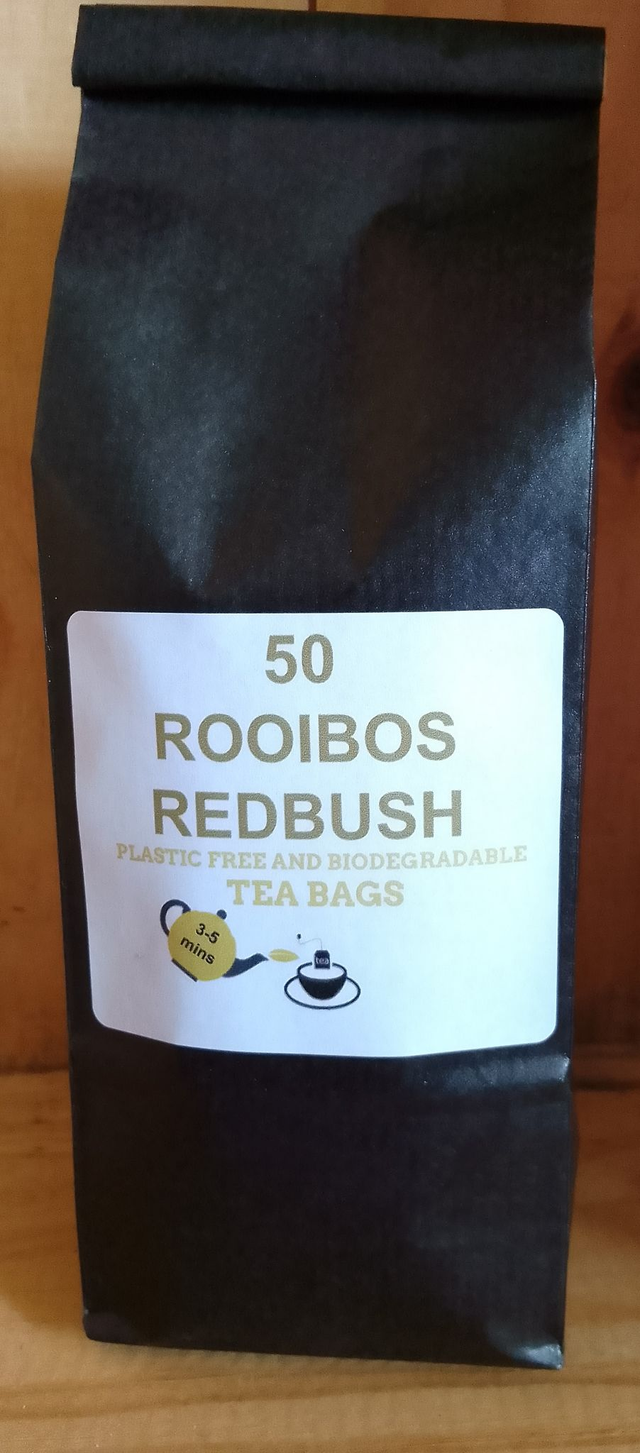 50
ROOIBOS
REDBUSH
PLASTIC FREE AND BIODEGRADABLE
TEA BAGS
3-5
mins
tea